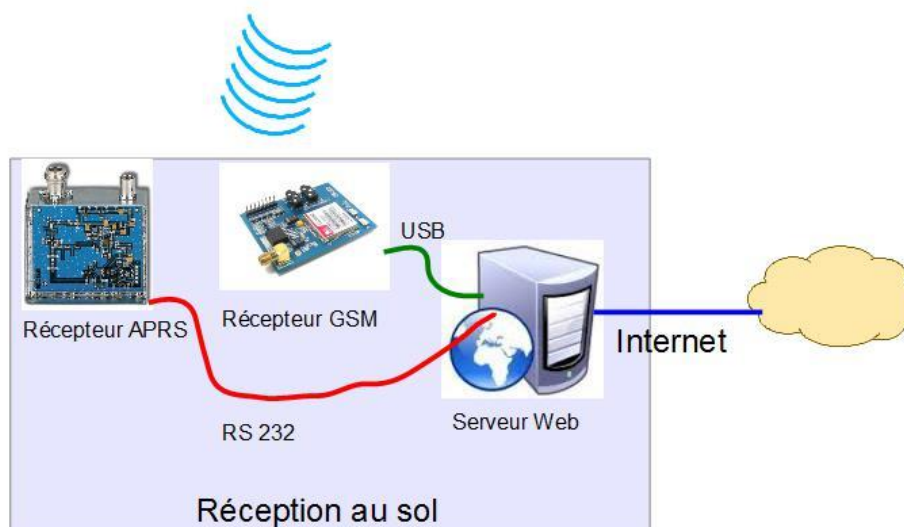 USB
Récepteur APRS
Récepteur GSM
Internet
RS 232
Serveur Web
Réception au sol